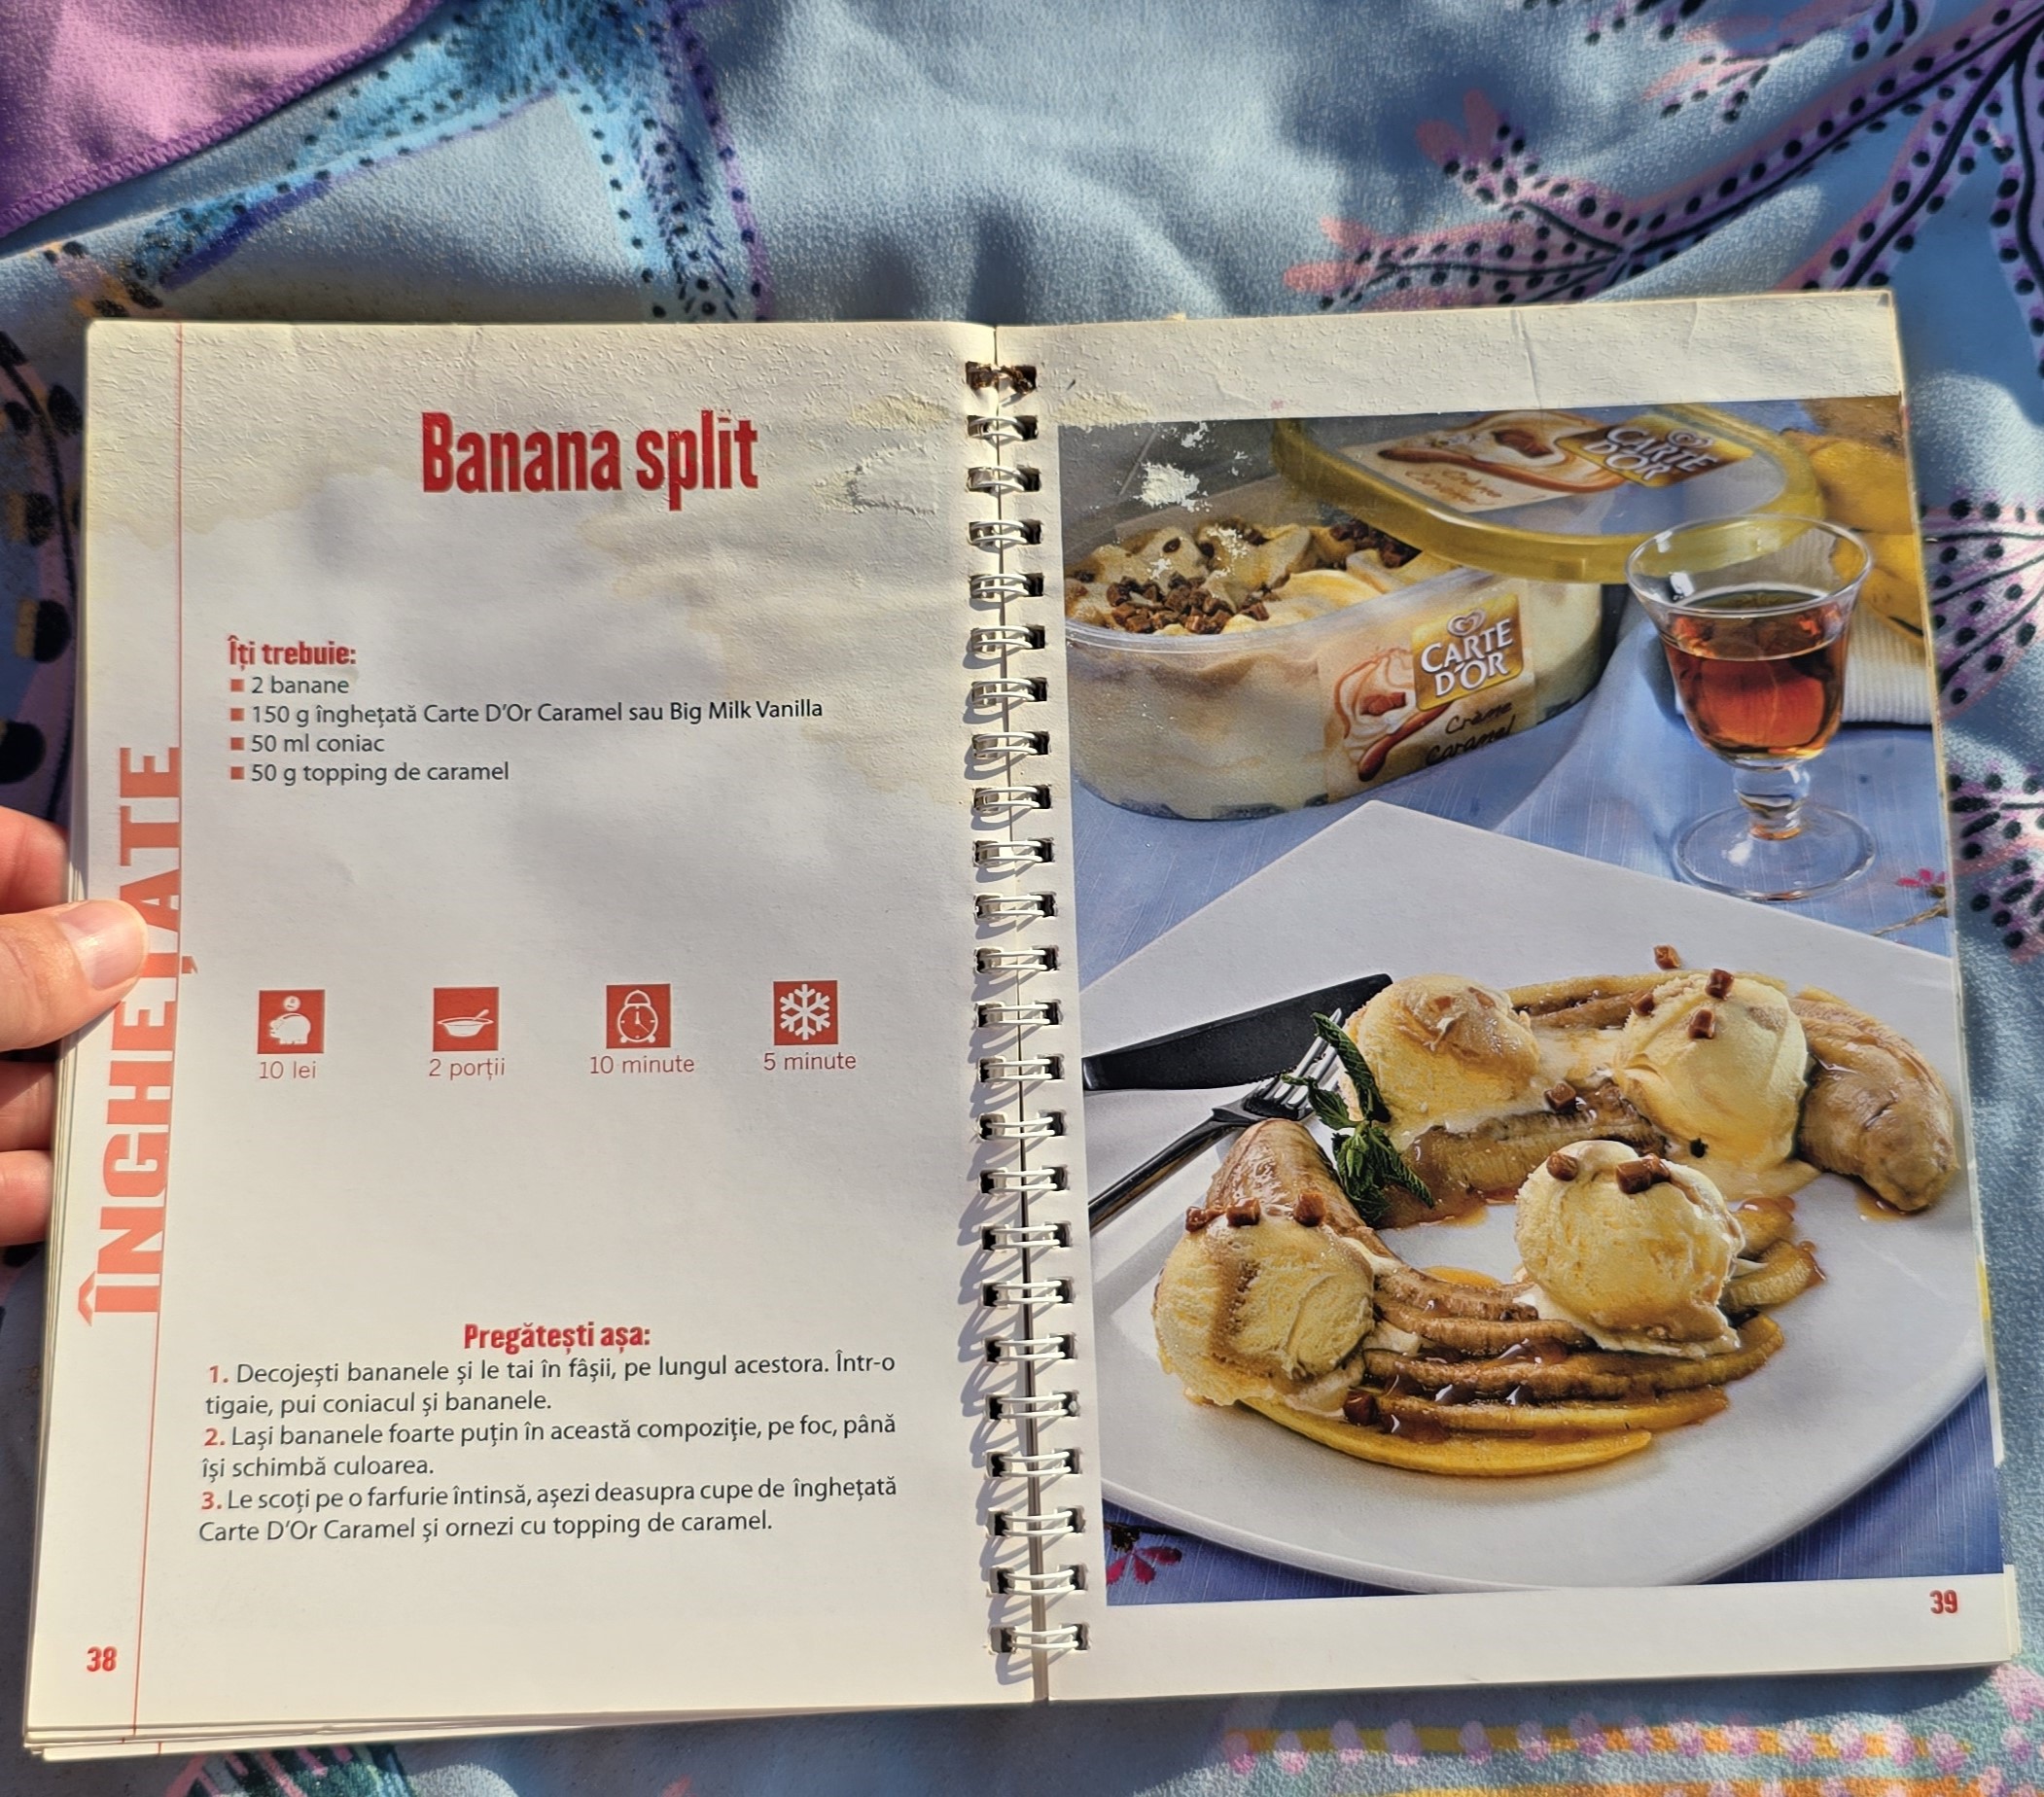 Banana split
Îți trebuie:
2 banane
150 g înghețată Carte D'Or Caramel sau Big Milk Vanilla
50 ml coniac
50 g topping de caramel
10 lei
2 porții
10 minute
5 minute
Pregătești așa:
1. Decojești bananele și le tai în fâșii, pe lungul acestora. Într-o
tigaie, pui coniacul și bananele.
2. Lași bananele foarte puțin în această compoziție, pe foc, până
își schimbă culoarea.
3. Le scoți pe o farfurie întinsă, așezi deasupra cupe de înghețată
Carte D'Or Caramel și ornezi cu topping de caramel.
ÎNGHEȚATE
38
CARTE
D'OR
CARTE
D'OR
Crème
Caramel
39